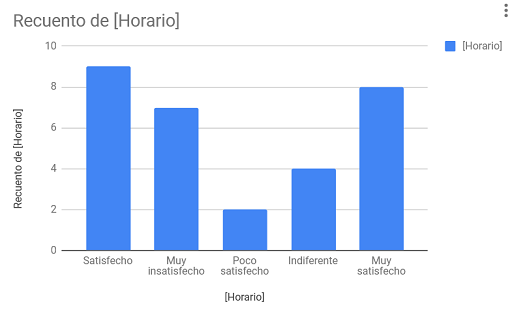 Recuento de [Horario]
[Horario]
Recuento de [Horario]
10
8
6
4
2
0
Satisfecho
Muy
insatisfecho
Poco
satisfecho
Indiferente
Muy
satisfecho
[Horario]